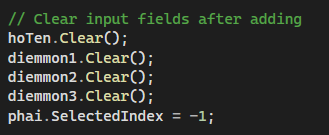 // Clear input fields after adding
hoTen.Clear();
diemmon1.Clear();
diemmon2.Clear();
diemmon3.Clear();
phai.SelectedIndex = -1;